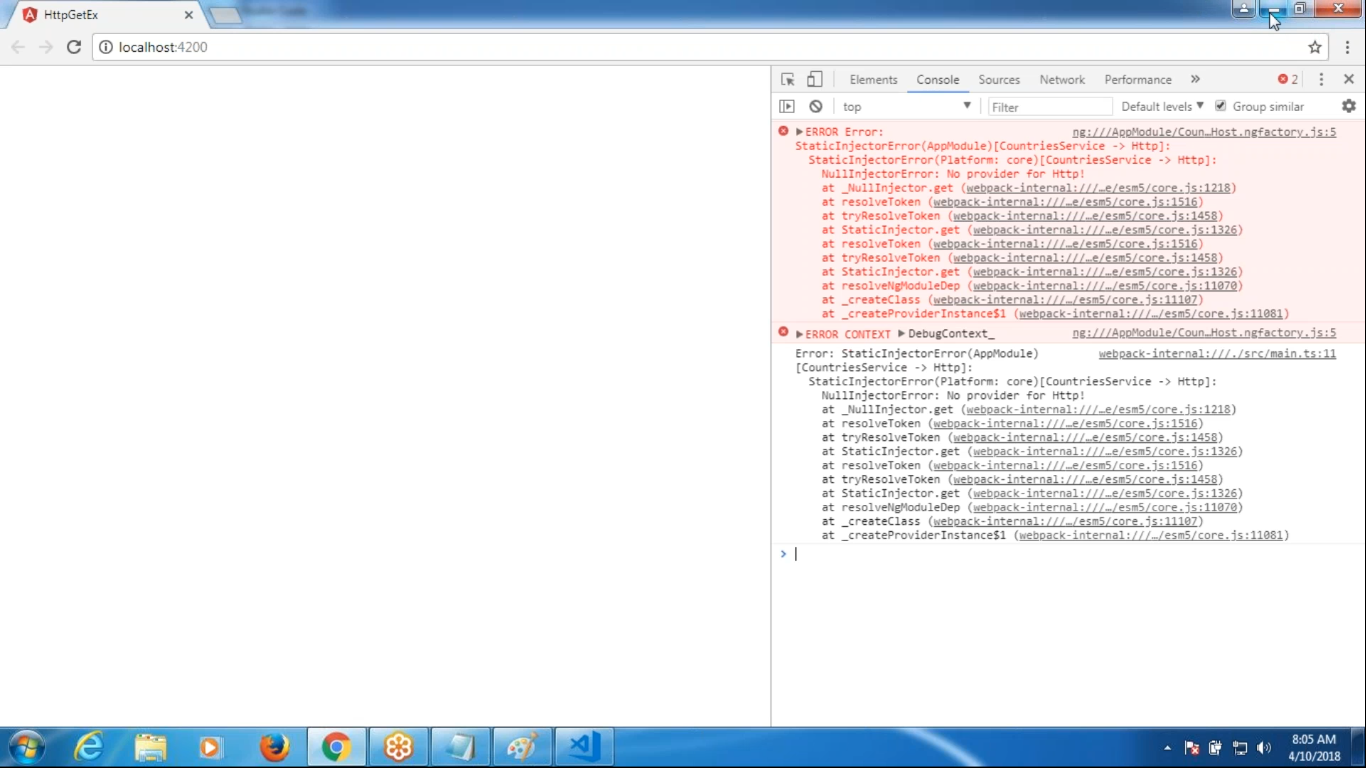 HttpGetEx
localhost:4200
Elements Console Sources Network Performance » 2
top Filter Default levels Group similar
ERROR Error: ng:///AppModule/Coun…Host.ngfactory.js:5
StaticInjectorError(AppModule)[CountriesService -> Http]:
StaticInjectorError(Platform: core)[CountriesService -> Http]:
NullInjectorError: No provider for Http!
at _NullInjector.get (webpack-internal:///…e/esm5/core.js:1218)
at resolveToken (webpack-internal:///…e/esm5/core.js:1516)
at tryResolveToken (webpack-internal:///…e/esm5/core.js:1458)
at StaticInjector.get (webpack-internal:///…e/esm5/core.js:1326)
at resolveToken (webpack-internal:///…e/esm5/core.js:1516)
at tryResolveToken (webpack-internal:///…e/esm5/core.js:1458)
at StaticInjector.get (webpack-internal:///…e/esm5/core.js:1326)
at resolveNgModuleDep (webpack-internal:///…/esm5/core.js:11070)
at _createClass (webpack-internal:///…/esm5/core.js:11107)
at _createProviderInstance$1 (webpack-internal:///…/esm5/core.js:11081)
ERROR CONTEXT DebugContext_ ng:///AppModule/Coun…Host.ngfactory.js:5
Error: StaticInjectorError(AppModule) webpack-internal:///./src/main.ts:11
[CountriesService -> Http]:
StaticInjectorError(Platform: core)[CountriesService -> Http]:
NullInjectorError: No provider for Http!
at _NullInjector.get (webpack-internal:///…e/esm5/core.js:1218)
at resolveToken (webpack-internal:///…e/esm5/core.js:1516)
at tryResolveToken (webpack-internal:///…e/esm5/core.js:1458)
at StaticInjector.get (webpack-internal:///…e/esm5/core.js:1326)
at resolveToken (webpack-internal:///…e/esm5/core.js:1516)
at tryResolveToken (webpack-internal:///…e/esm5/core.js:1458)
at StaticInjector.get (webpack-internal:///…e/esm5/core.js:1326)
at resolveNgModuleDep (webpack-internal:///…/esm5/core.js:11070)
at _createClass (webpack-internal:///…/esm5/core.js:11107)
at _createProviderInstance$1 (webpack-internal:///…/esm5/core.js:11081)
>
8:05 AM
4/10/2018